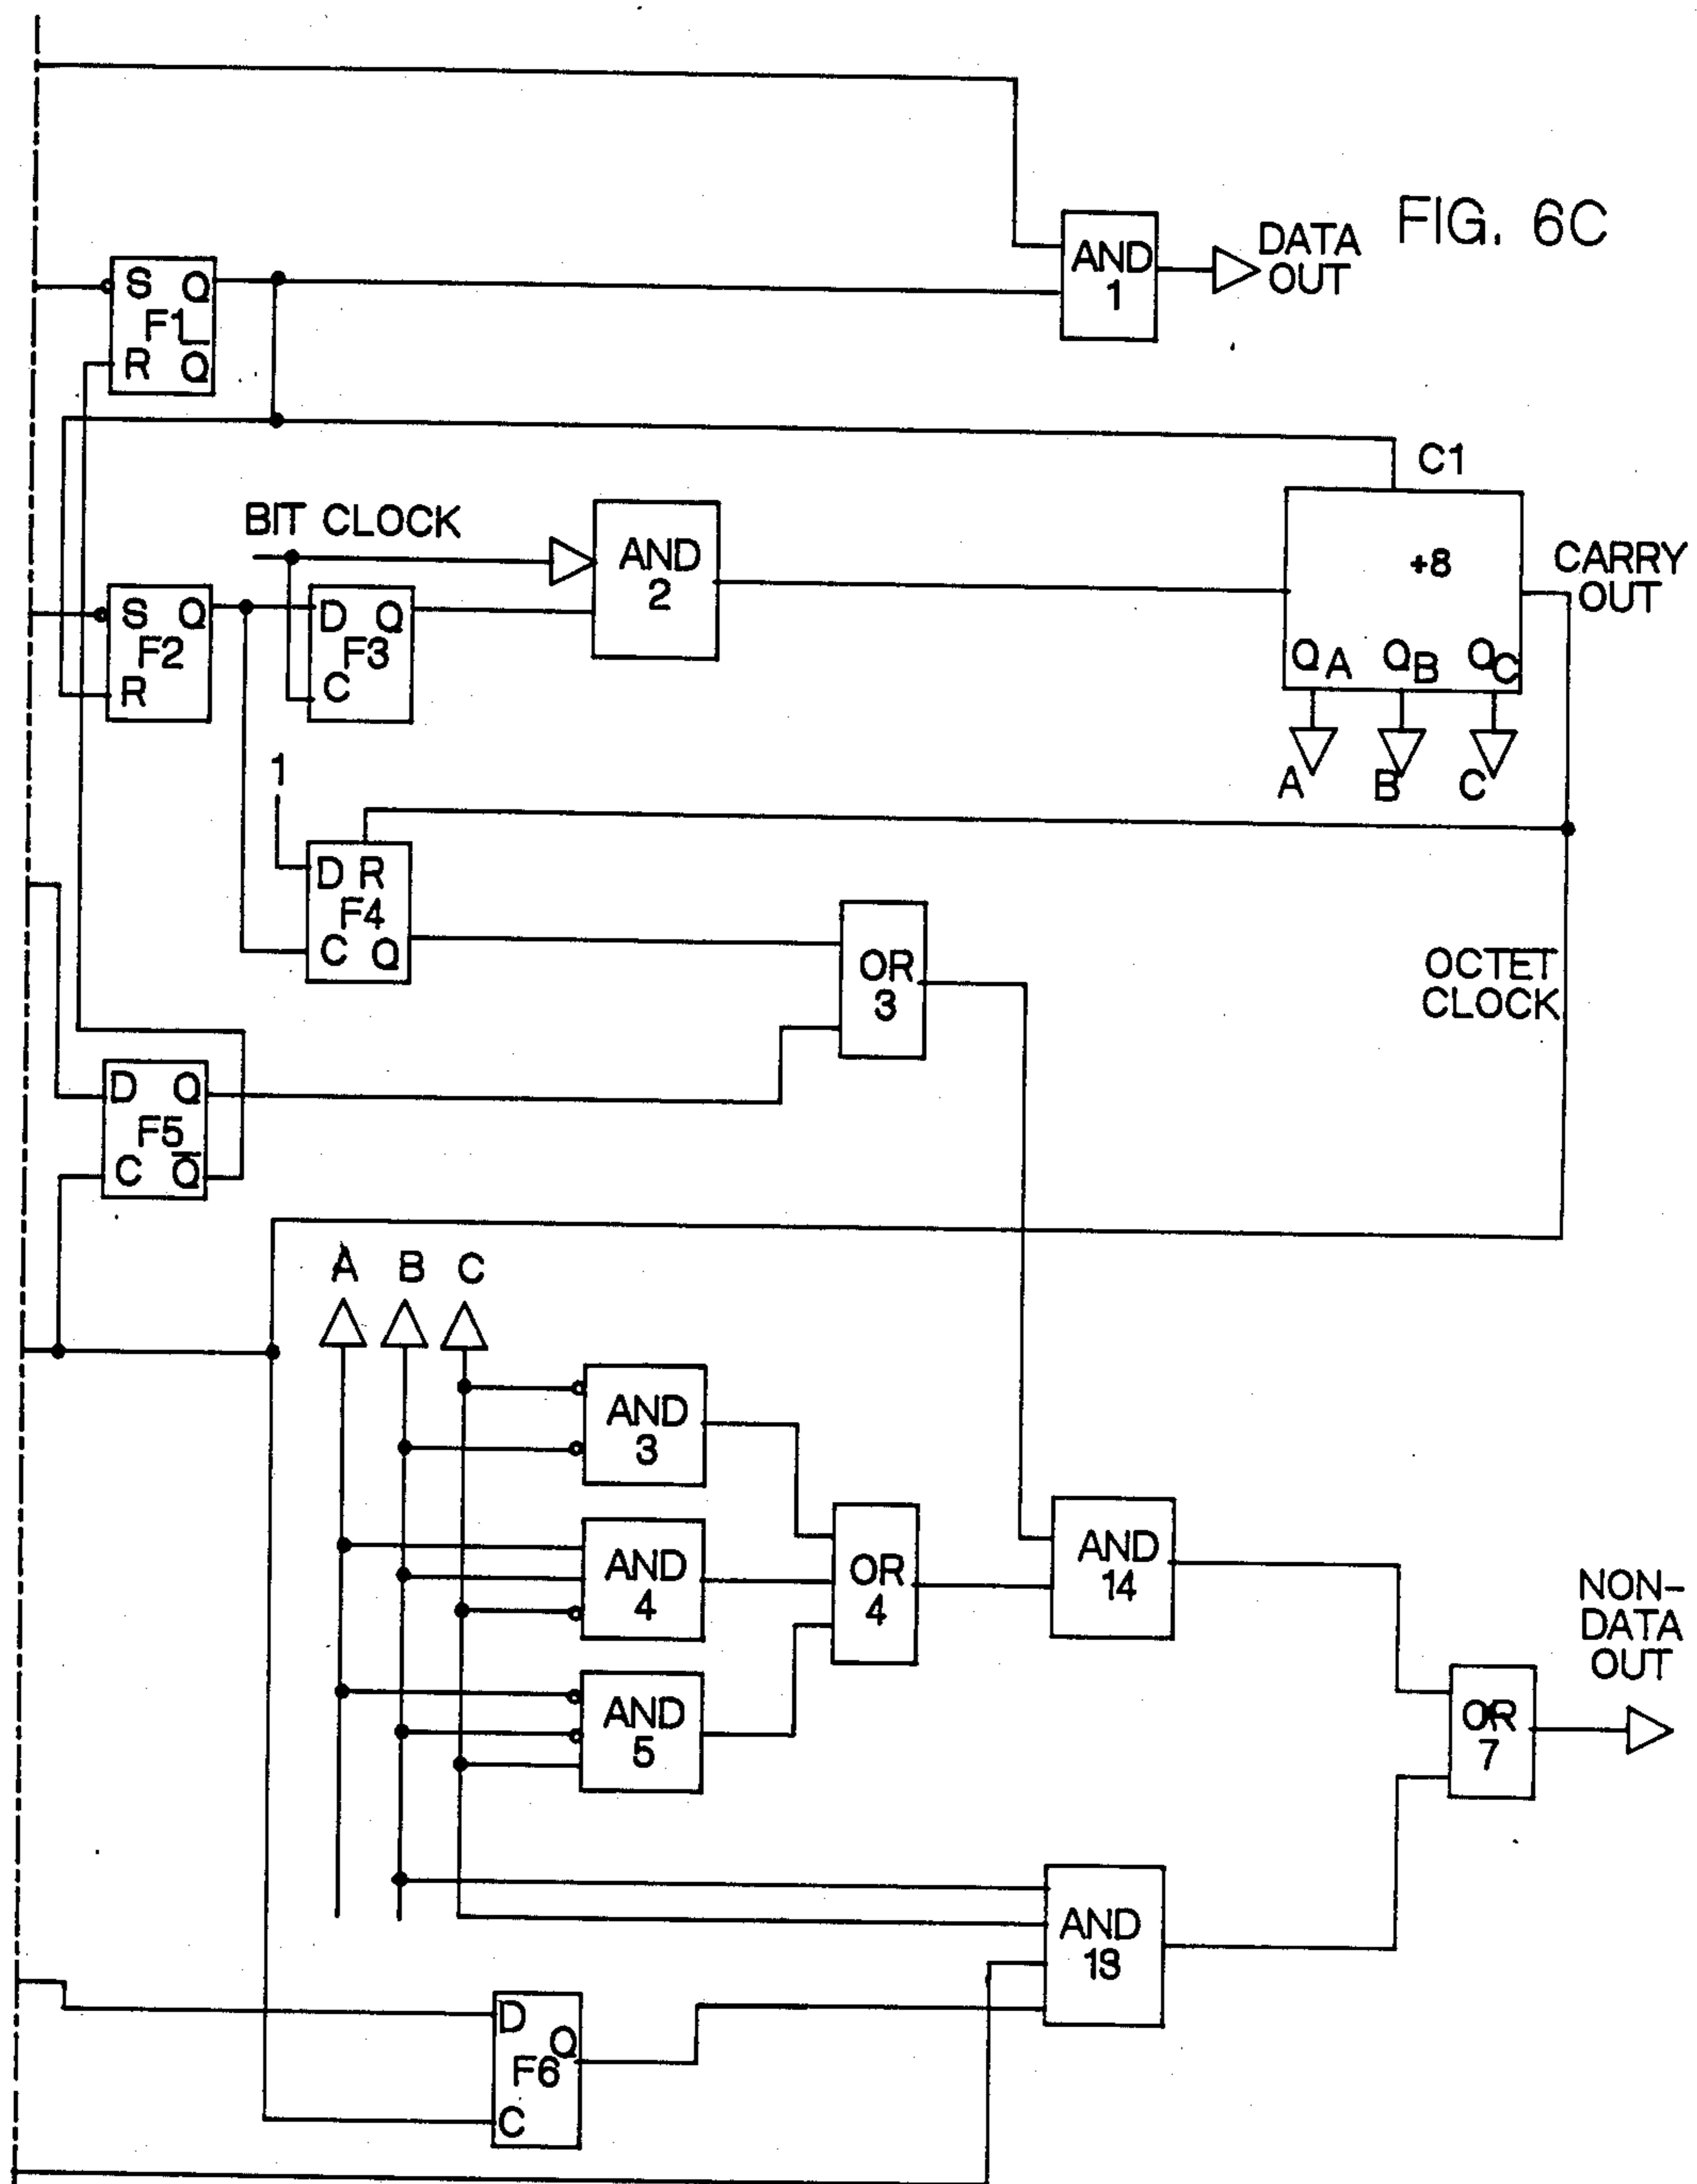 FIG. 6C
DATA
OUT
AND
1
S Q
F1
R Q̅
C1
BIT CLOCK
AND
2
+8
CARRY
OUT
S Q
F2
R
D Q
F3
C
QA QB QC
A B C
1
D R
F4
C Q
OR
3
OCTET
CLOCK
D Q
F5
C Q̅
A B C
AND
3
AND
4
AND
5
OR
4
AND
14
NON-
DATA
OUT
OR
7
AND
13
D
Q
F6
C